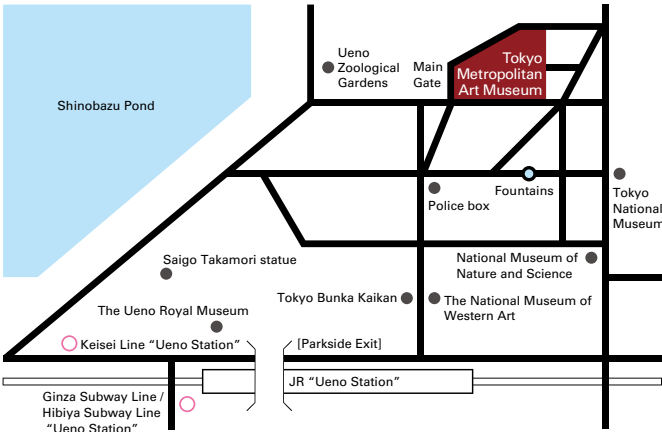 Ueno
Zoological
Gardens
Main
Gate
Tokyo
Metropolitan
Art Museum
Shinobazu Pond
Police box
Fountains
Tokyo
National
Museum
Saigo Takamori statue
National Museum of
Nature and Science
The Ueno Royal Museum
Tokyo Bunka Kaikan
The National Museum of
Western Art
Keisei Line “Ueno Station”
[Parkside Exit]
JR “Ueno Station”
Ginza Subway Line /
Hibiya Subway Line
“Ueno Station”